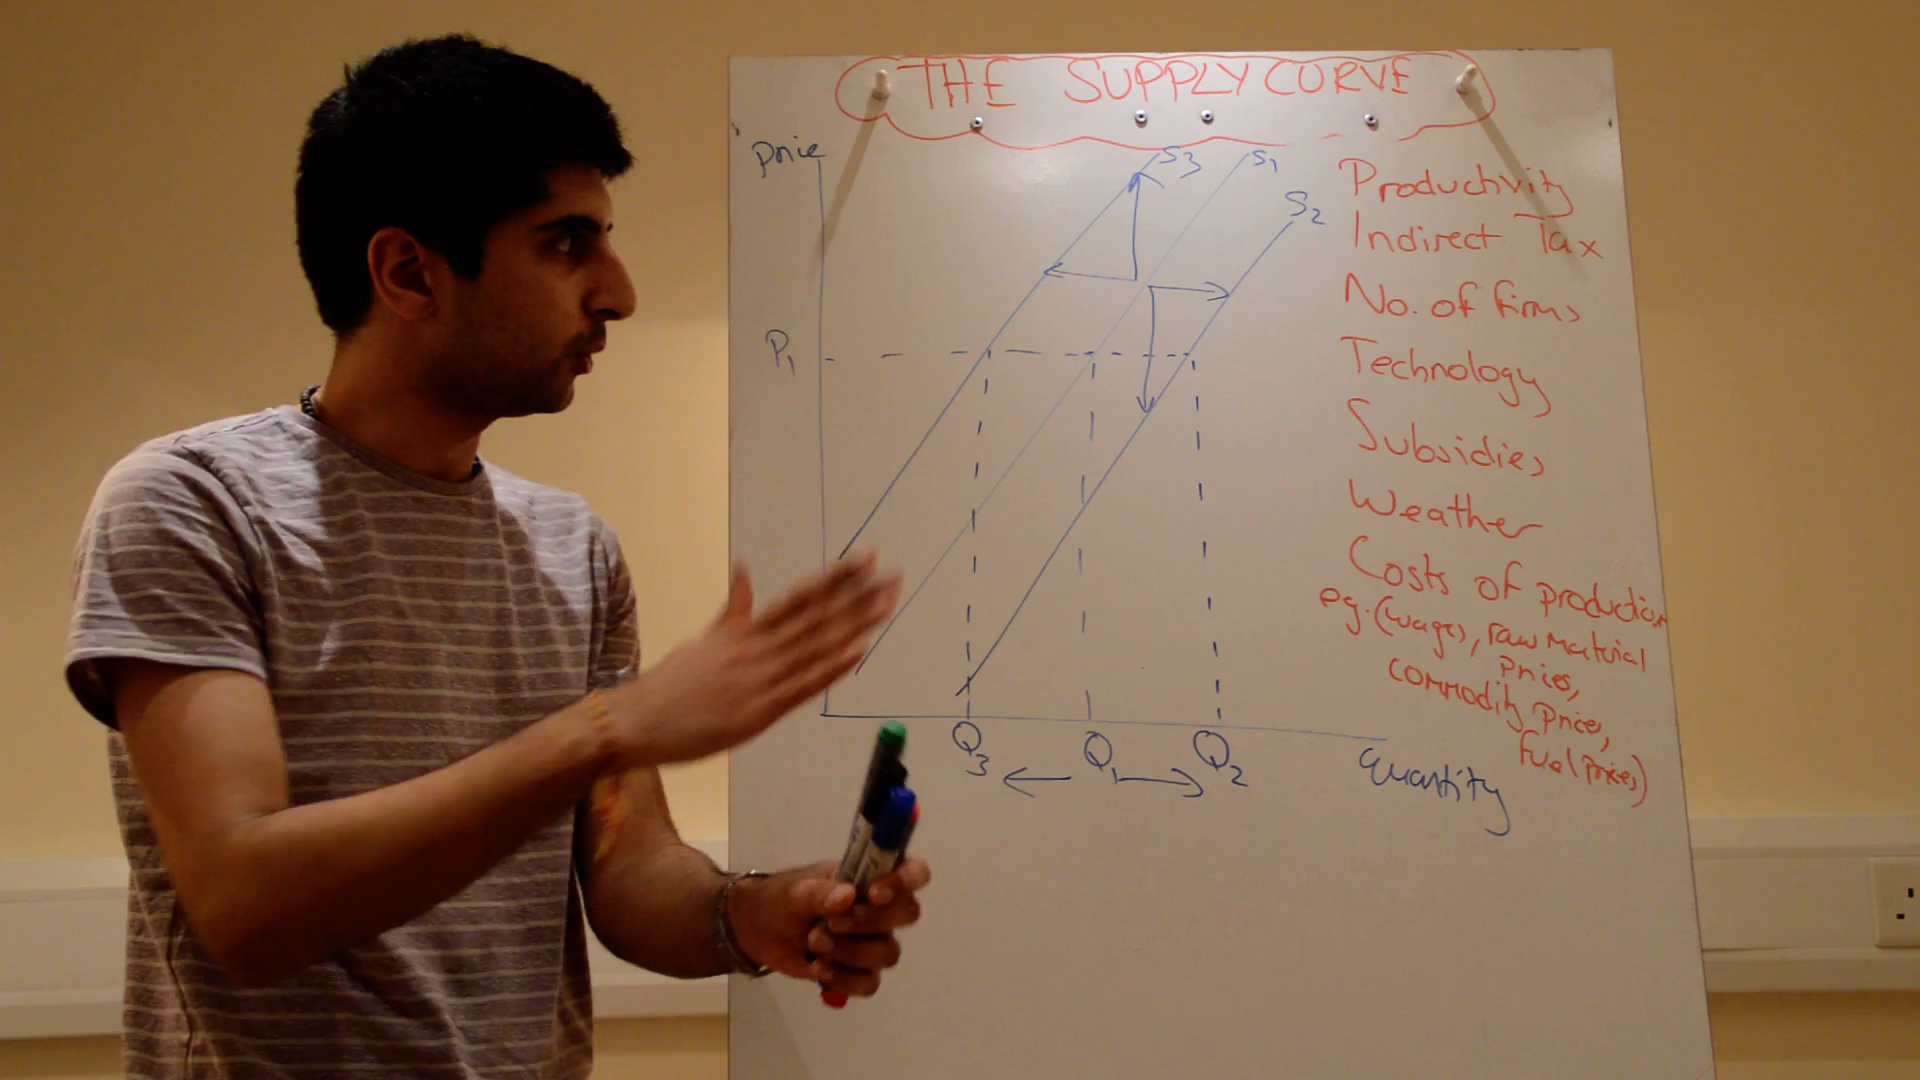 THE SUPPLY CURVE
Price
S3
S1
S2
P1
Q3
Q1
Q2
Quantity
Productivity
Indirect Tax
No. of firms
Technology
Subsidies
Weather
Costs of production
eg. (wages, raw material
prices,
commodity prices,
fuel prices)